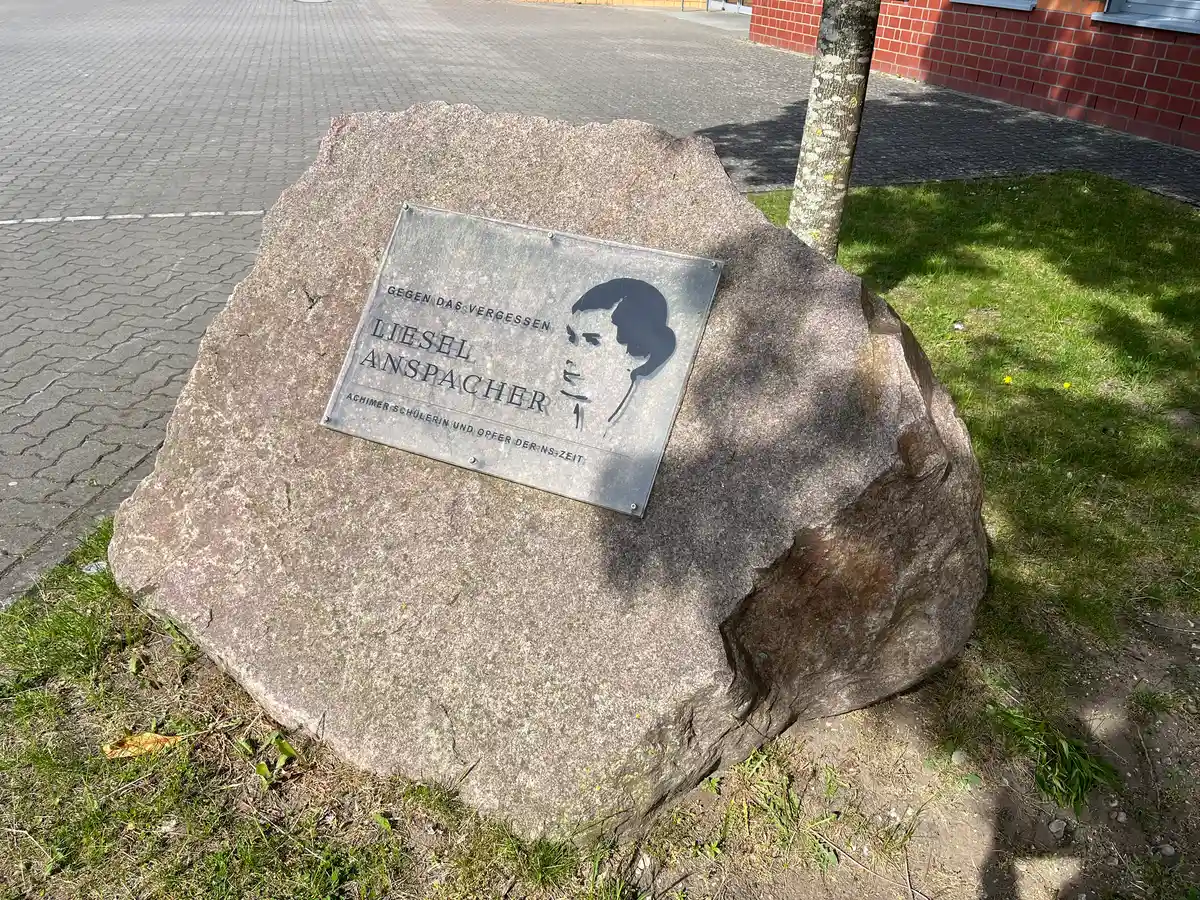 GEGEN DAS VERGESSEN
LIESEL
ANSPACHER
ACHIMER SCHÜLERIN UND OPFER DER NS-ZEIT